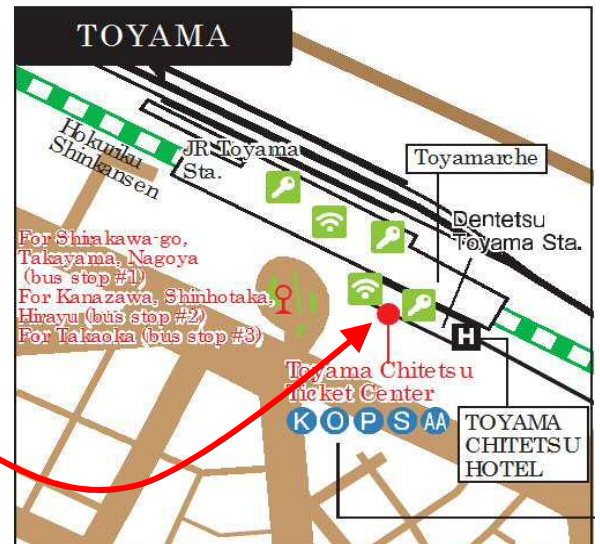 TOYAMA
Hokuriku
Shinkansen
JR Toyama
Sta.
Toyamarche
Dentetsu
Toyama Sta.
For Shirakawa-go,
Takayama, Nagoya
(bus stop #1)
For Kanazawa, Shinhotaka,
Hirayu (bus stop #2)
For Takaoka (bus stop #3)
H
Toyama Chitetsu
Ticket Center
K O P S AA
TOYAMA
CHITETSU
HOTEL